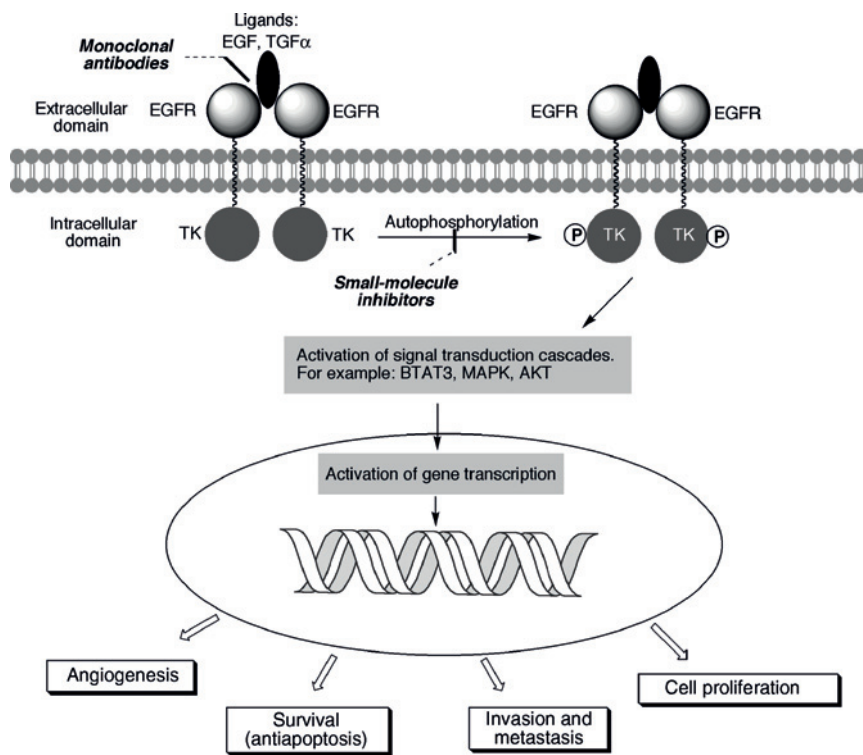 Ligands:
EGF, TGFα
Monoclonal
antibodies
Extracellular
domain
EGFR
EGFR
EGFR
EGFR
Intracellular
domain
TK
TK
Autophosphorylation
Small-molecule
inhibitors
P
TK
TK
P
Activation of signal transduction cascades.
For example: BTAT3, MAPK, AKT
Activation of gene transcription
Angiogenesis
Survival
(antiapoptosis)
Invasion and
metastasis
Cell proliferation